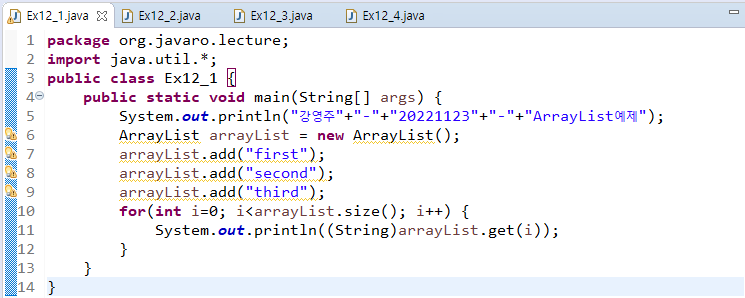 Ex12_1.java Ex12_2.java Ex12_3.java Ex12_4.java
1 package org.javaro.lecture;
2 import java.util.*;
3 public class Ex12_1 {
4 public static void main(String[] args) {
5 System.out.println("강영주"+"-"+"20221123"+"-"+"ArrayList예제");
6 ArrayList arrayList = new ArrayList();
7 arrayList.add("first");
8 arrayList.add("second");
9 arrayList.add("third");
10 for(int i=0; i<arrayList.size(); i++) {
11 System.out.println((String)arrayList.get(i));
12 }
13 }
14 }